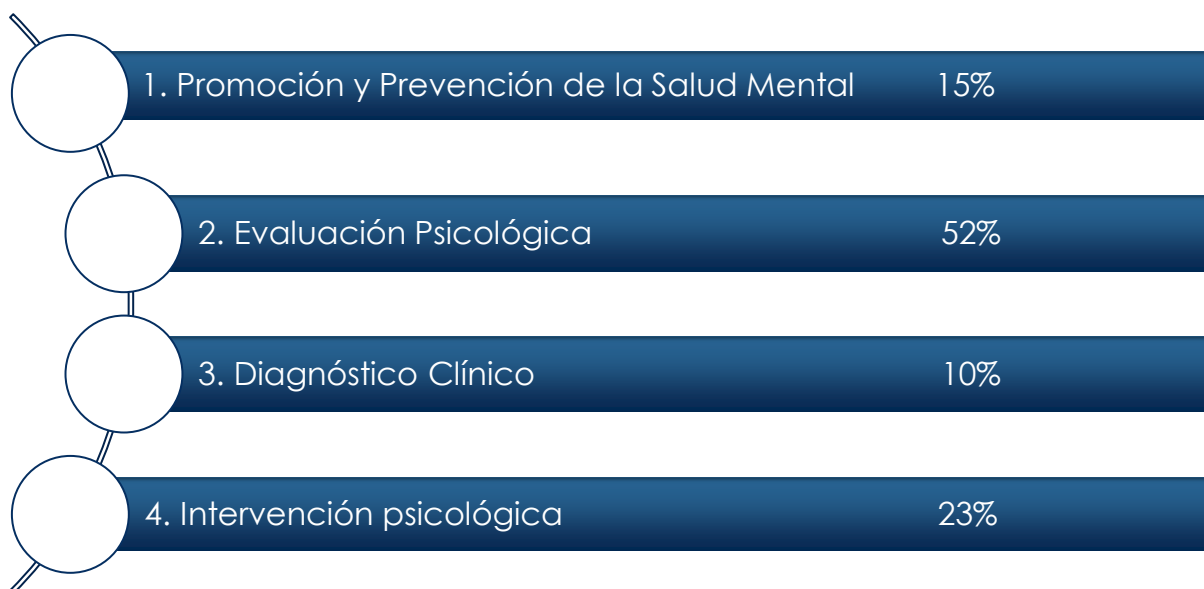 1. Promoción y Prevención de la Salud Mental 15%
2. Evaluación Psicológica 52%
3. Diagnóstico Clínico 10%
4. Intervención psicológica 23%